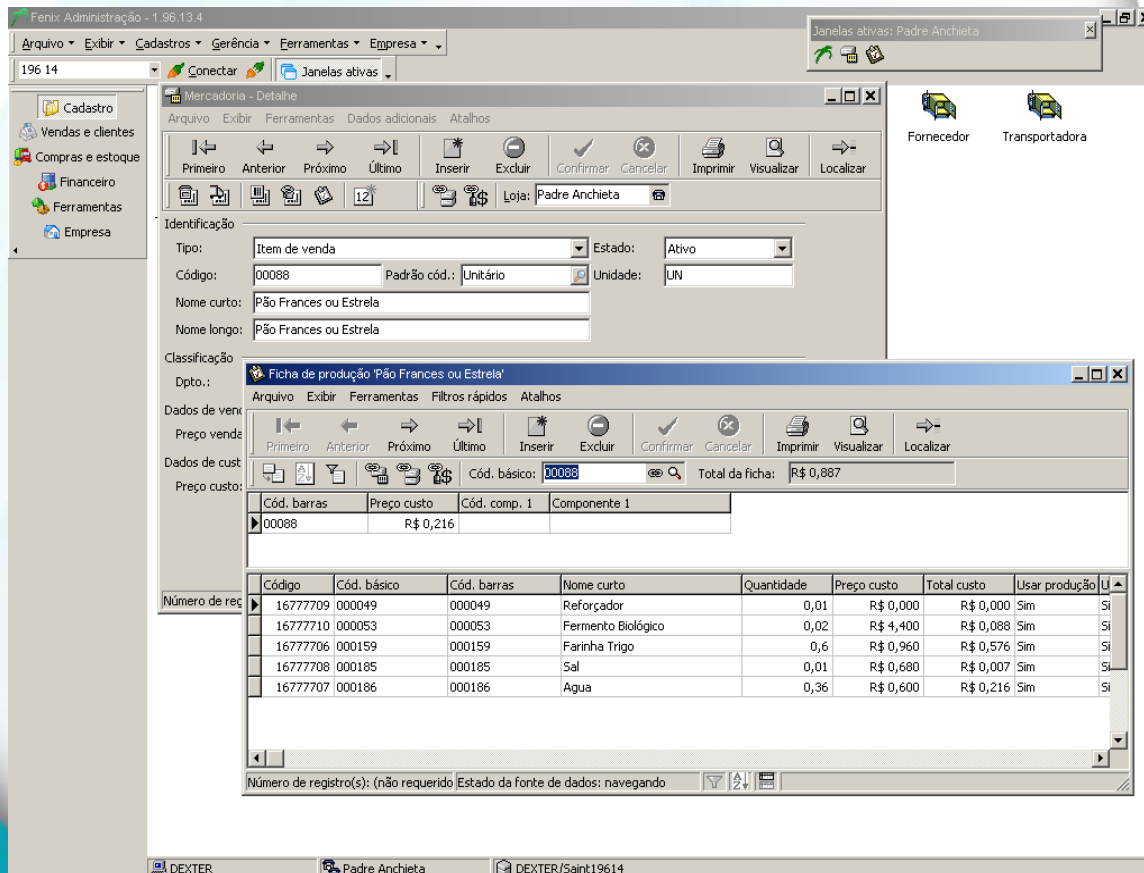 Fenix Administração - 1.96.13.4
Janelas ativas: Padre Anchieta
Arquivo Exibir Cadastros Gerência Ferramentas Empresa
196 14 Conectar Janelas ativas
Cadastro
Vendas e clientes
Compras e estoque
Financeiro
Ferramentas
Empresa
Fornecedor Transportadora
Mercadoria - Detalhe
Arquivo Exibir Ferramentas Dados adicionais Atalhos
Primeiro Anterior Próximo Último Inserir Excluir Confirmar Cancelar Imprimir Visualizar Localizar
12 Loja: Padre Anchieta
Identificação
Tipo: Item de venda Estado: Ativo
Código: 00088 Padrão cód.: Unitário Unidade: UN
Nome curto: Pão Frances ou Estrela
Nome longo: Pão Frances ou Estrela
Classificação
Dpto.:
Dados de
Preço venda
Dados de
Preço custo:
Número de
Ficha de produção 'Pão Frances ou Estrela'
Arquivo Exibir Ferramentas Filtros rápidos Atalhos
Primeiro Anterior Próximo Último Inserir Excluir Confirmar Cancelar Imprimir Visualizar Localizar
Cód. básico: 00088 Total da ficha: R$ 0,887
Cód. barras Preço custo Cód. comp. 1 Componente 1
00088 R$ 0,216
Código Cód. básico Cód. barras Nome curto Quantidade Preço custo Total custo Usar produção U
16777709 000049 000049 Reforçador 0,01 R$ 0,000 R$ 0,000 Sim Si
16777710 000053 000053 Fermento Biológico 0,02 R$ 4,400 R$ 0,088 Sim Si
16777706 000159 000159 Farinha Trigo 0,6 R$ 0,960 R$ 0,576 Sim Si
16777708 000185 000185 Sal 0,01 R$ 0,680 R$ 0,007 Sim Si
16777707 000186 000186 Agua 0,36 R$ 0,600 R$ 0,216 Sim Si
Número de registro(s): (não requerido Estado da fonte de dados: navegando
DEXTER Padre Anchieta DEXTER/Saint19614